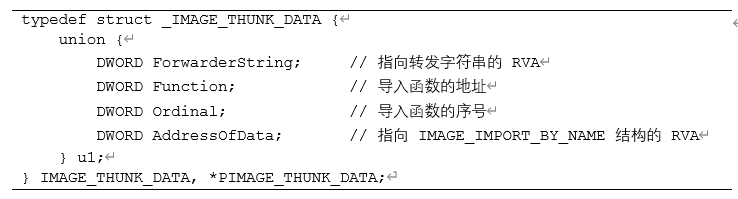 typedef struct _IMAGE_THUNK_DATA {
    union {
        DWORD ForwarderString;     // 指向转发字符串的 RVA
        DWORD Function;            // 导入函数的地址
        DWORD Ordinal;             // 导入函数的序号
        DWORD AddressOfData;       // 指向 IMAGE_IMPORT_BY_NAME 结构的 RVA
    } u1;
} IMAGE_THUNK_DATA, *PIMAGE_THUNK_DATA;